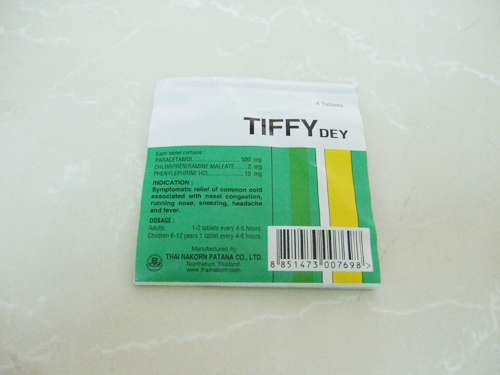 4 Tablets
TIFFY DEY
Each tablet contains :
PARACETAMOL.................500 mg
CHLORPHENIRAMINE MALEATE.... 2 mg
PHENYLEPHRINE HCl............ 10 mg
INDICATION :
Symptomatic relief of common cold
associated with nasal congestion,
running nose, sneezing, headache
and fever.
DOSAGE :
Adults 1-2 tablets every 4-6 hours.
Children 6-12 years 1 tablet every 4-6 hours.
Manufactured by
THAI NAKORN PATANA CO., LTD.
Nonthaburi, Thailand.
www.thainakorn.com
8 851473 007698 >